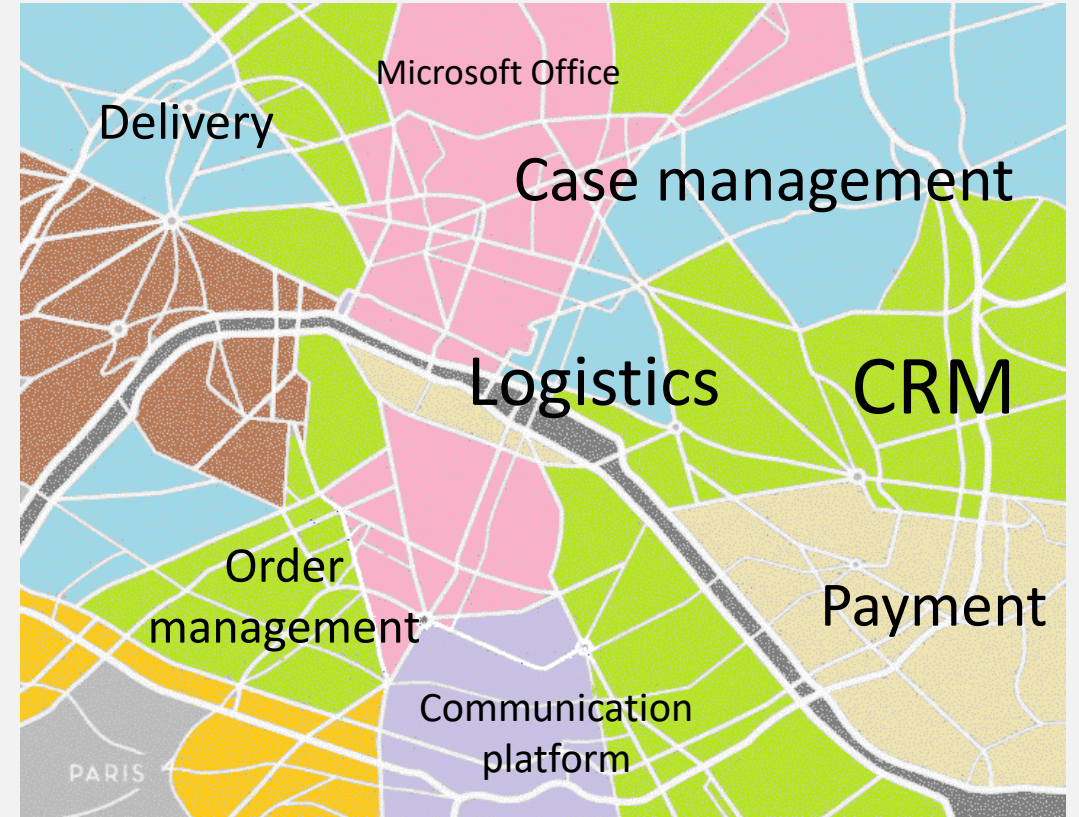 Microsoft Office
Delivery
Case management
Logistics
CRM
Order
management
Payment
Communication
platform
PARIS